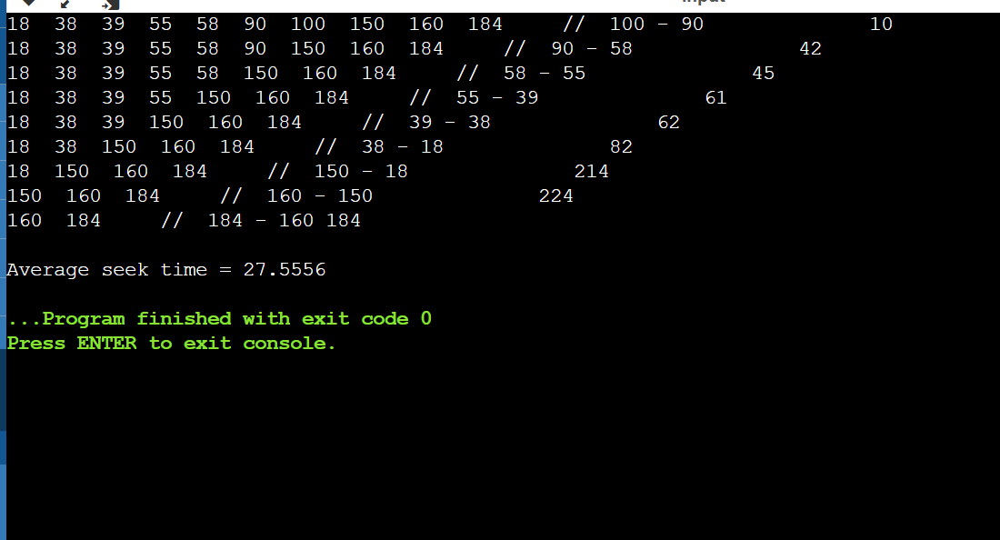 input
18  38  39  55  58  90  100  150  160  184     //  100 - 90              10
18  38  39  55  58  90  150  160  184     //  90 - 58              42
18  38  39  55  58  150  160  184     //  58 - 55              45
18  38  39  55  150  160  184     //  55 - 39              61
18  38  39  150  160  184     //  39 - 38              62
18  38  150  160  184     //  38 - 18              82
18  150  160  184     //  150 - 18              214
150  160  184     //  160 - 150              224
160  184     //  184 - 160 184
Average seek time = 27.5556
...Program finished with exit code 0
Press ENTER to exit console.